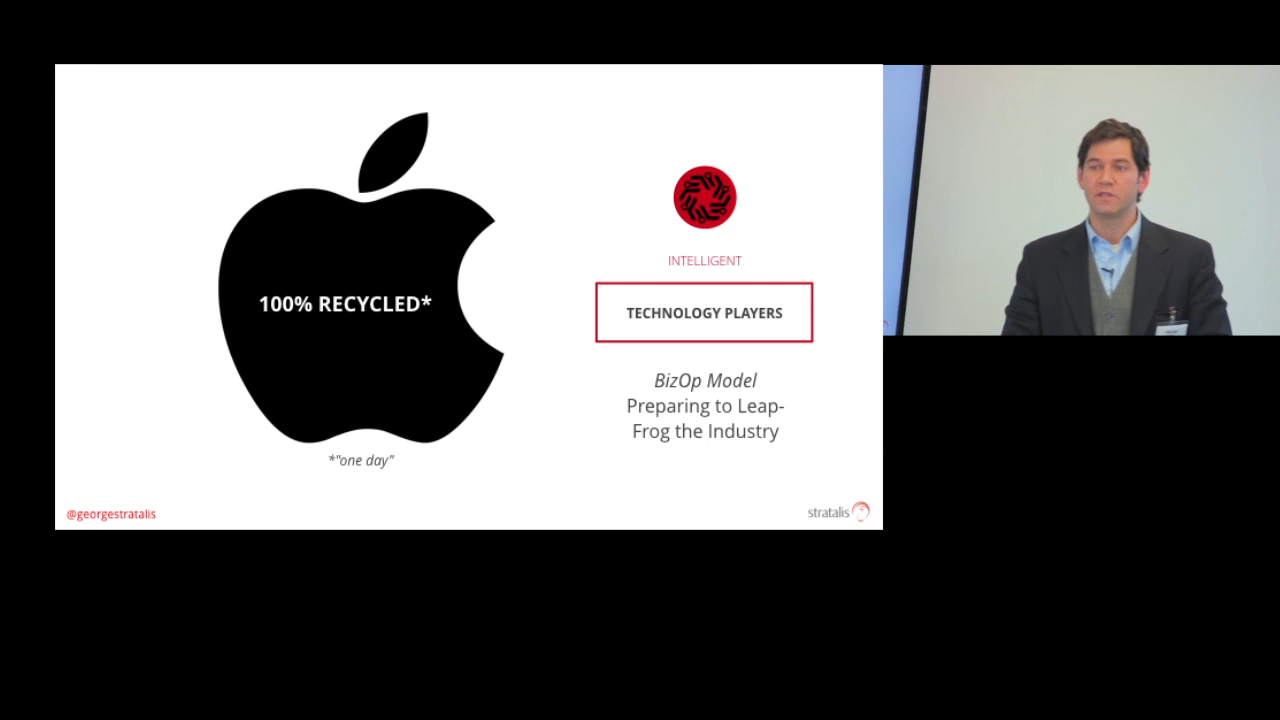 100% RECYCLED*
*"one day"
INTELLIGENT
TECHNOLOGY PLAYERS
BizOp Model
Preparing to Leap-
Frog the Industry
@georgestratalis
stratalis